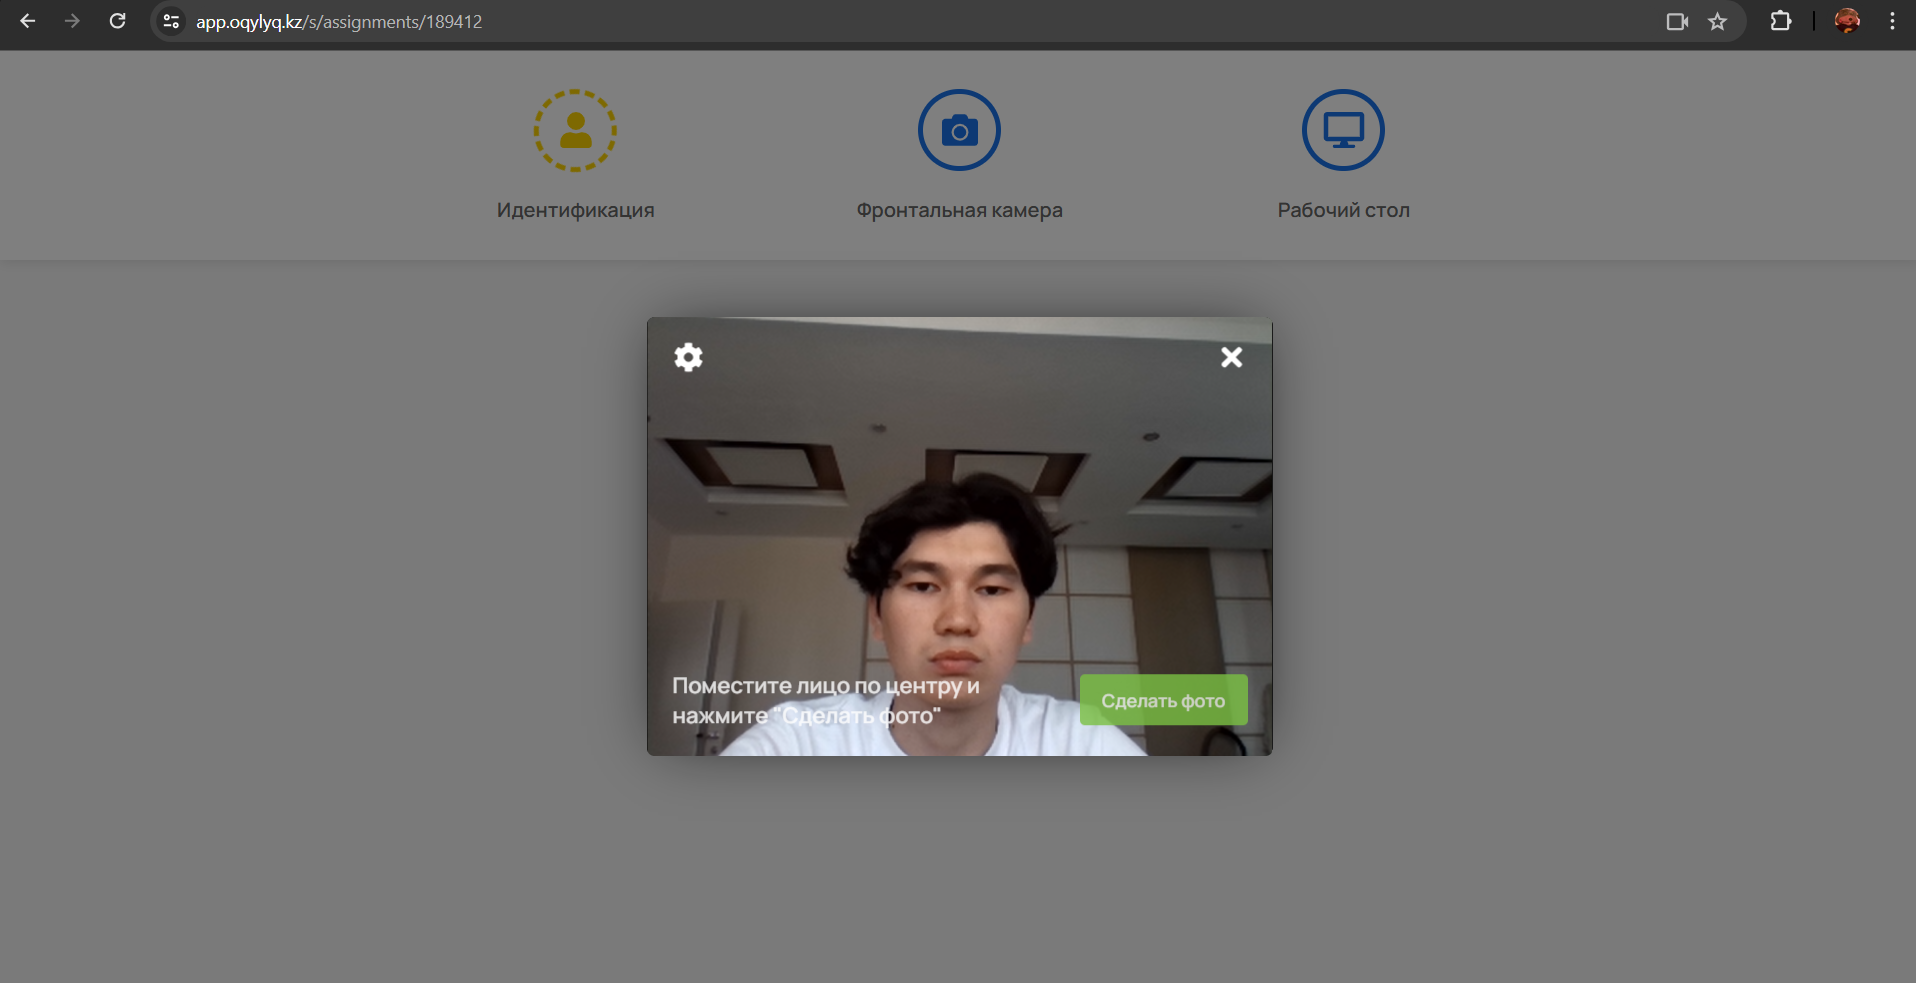 app.oqylyq.kz/s/assignments/189412
Идентификация
Фронтальная камера
Рабочий стол
Поместите лицо по центру и
нажмите "Сделать фото"
Сделать фото